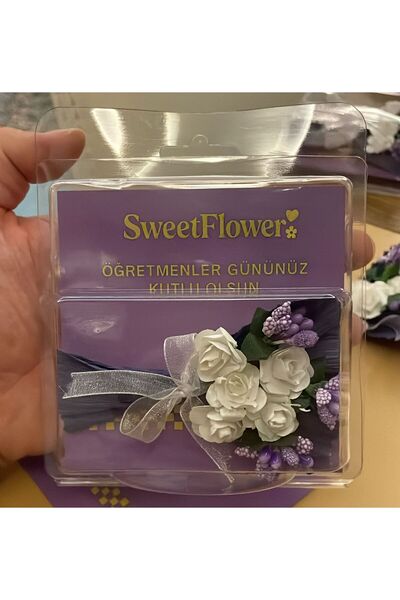 SweetFlower
ÖĞRETMENLER GÜNÜNÜZ
KUTLU OLSUN